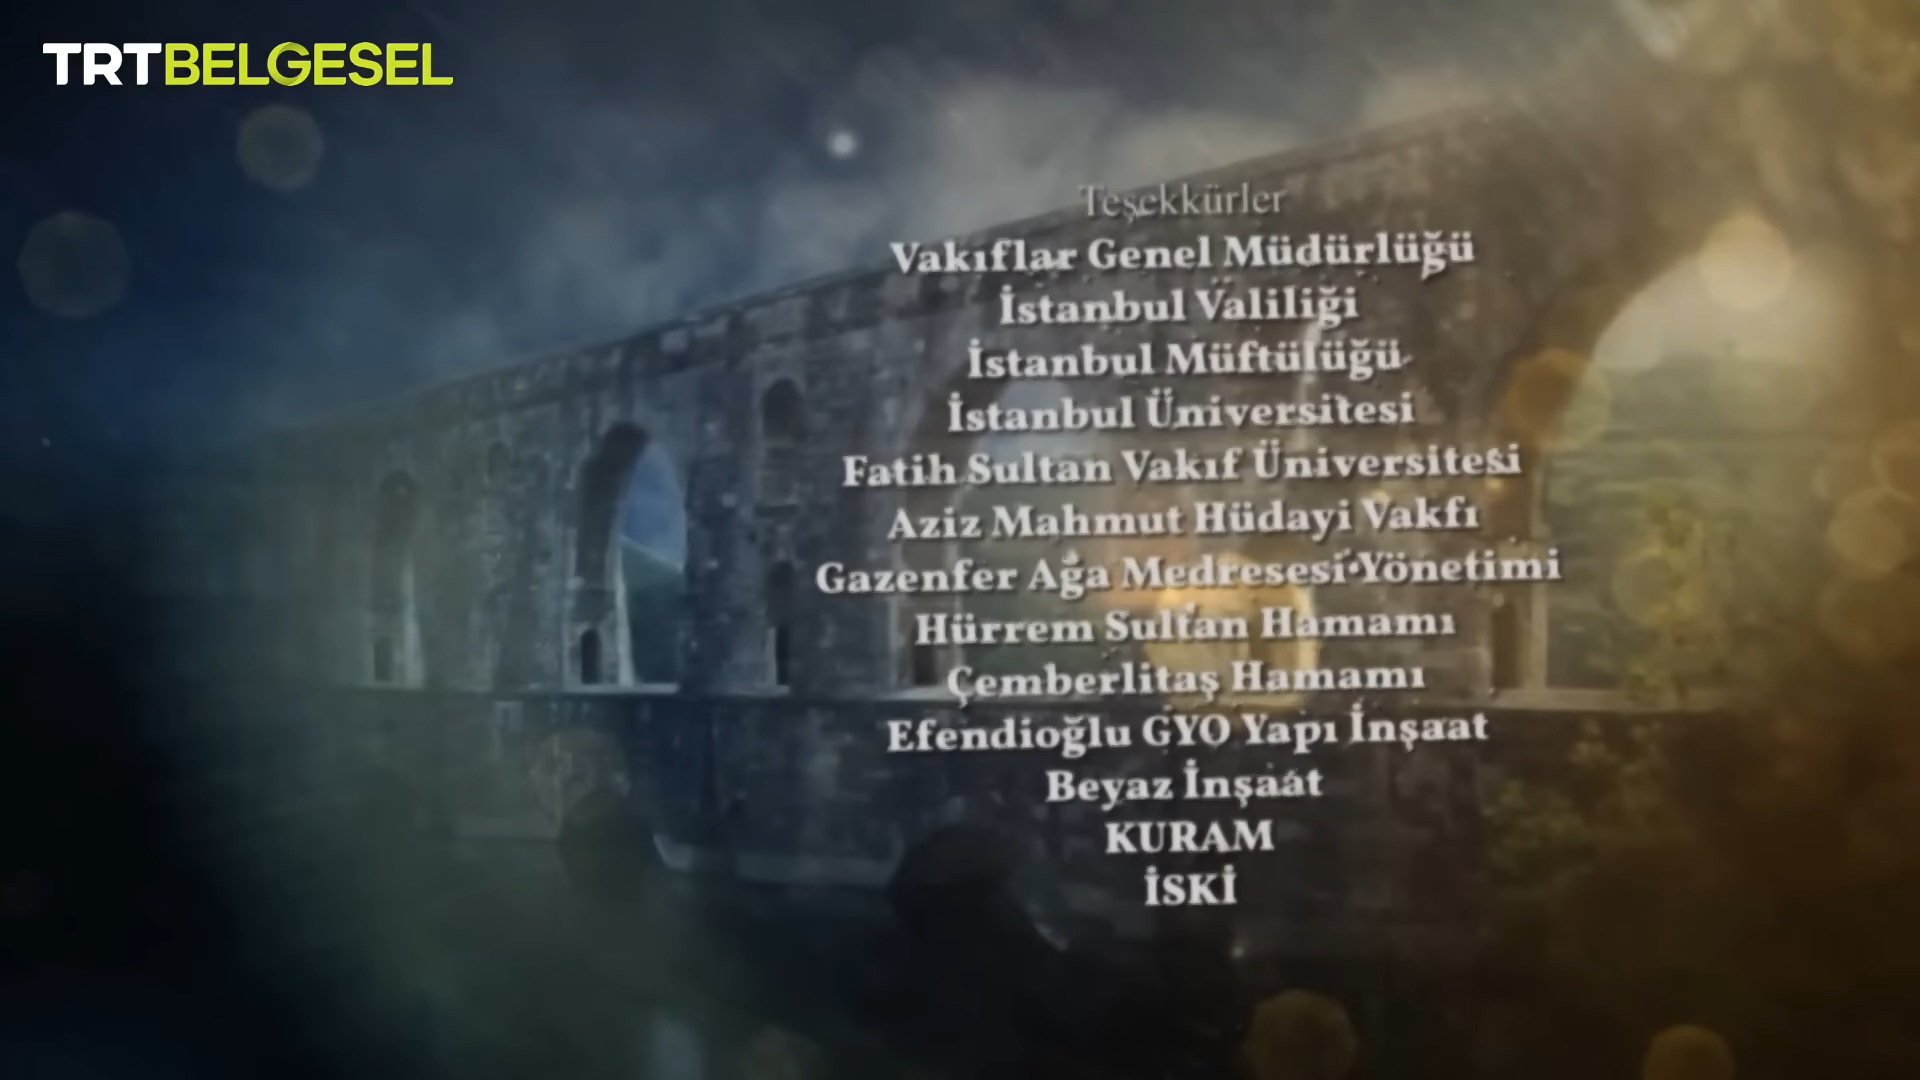 TRTBELGESEL
Teşekkürler
Vakıflar Genel Müdürlüğü
İstanbul Valiliği
İstanbul Müftülüğü
İstanbul Üniversitesi
Fatih Sultan Vakıf Üniversitesi
Aziz Mahmut Hüdayi Vakfı
Gazenfer Ağa Medresesi Yönetimi
Hürrem Sultan Hamamı
Çemberlitaş Hamamı
Efendioğlu GYO Yapı İnşaat
Beyaz İnşaat
KURAM
İSKİ